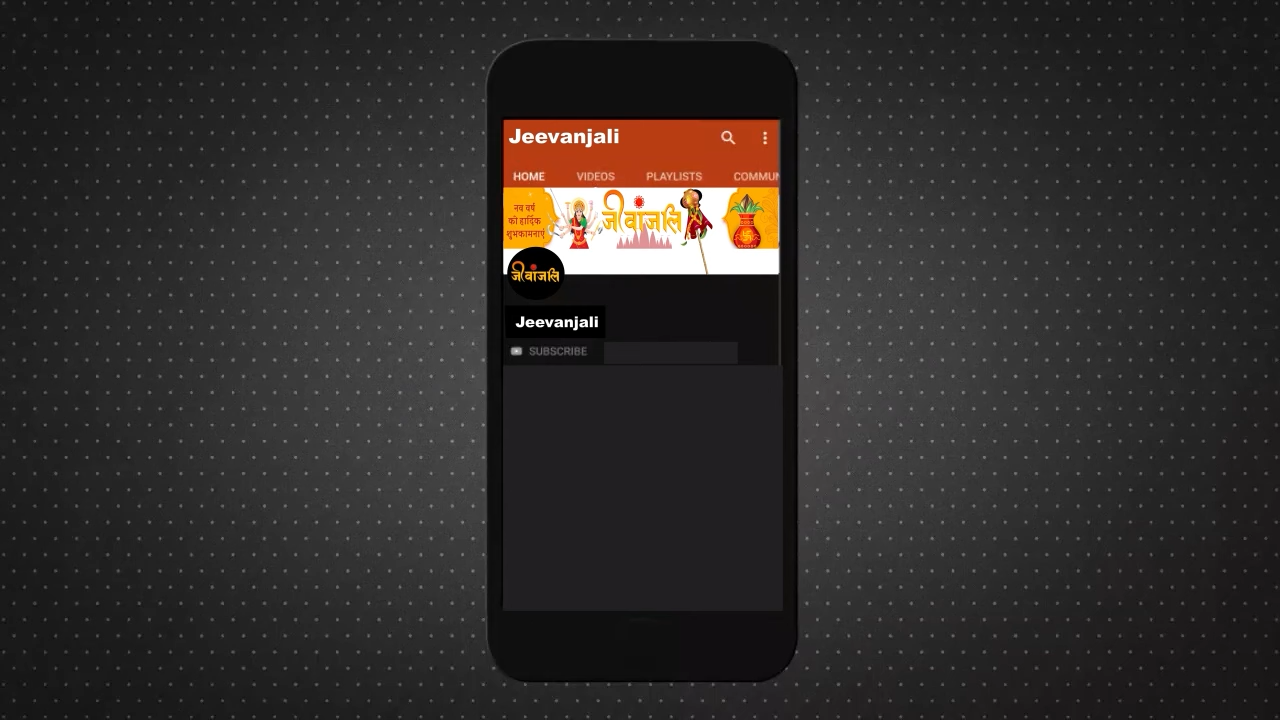 Jeevanjali
HOME VIDEOS PLAYLISTS COMMUN
नव वर्ष
की हार्दिक
शुभकामनाएं
जीवांजलि
जीवांजलि
Jeevanjali
SUBSCRIBE